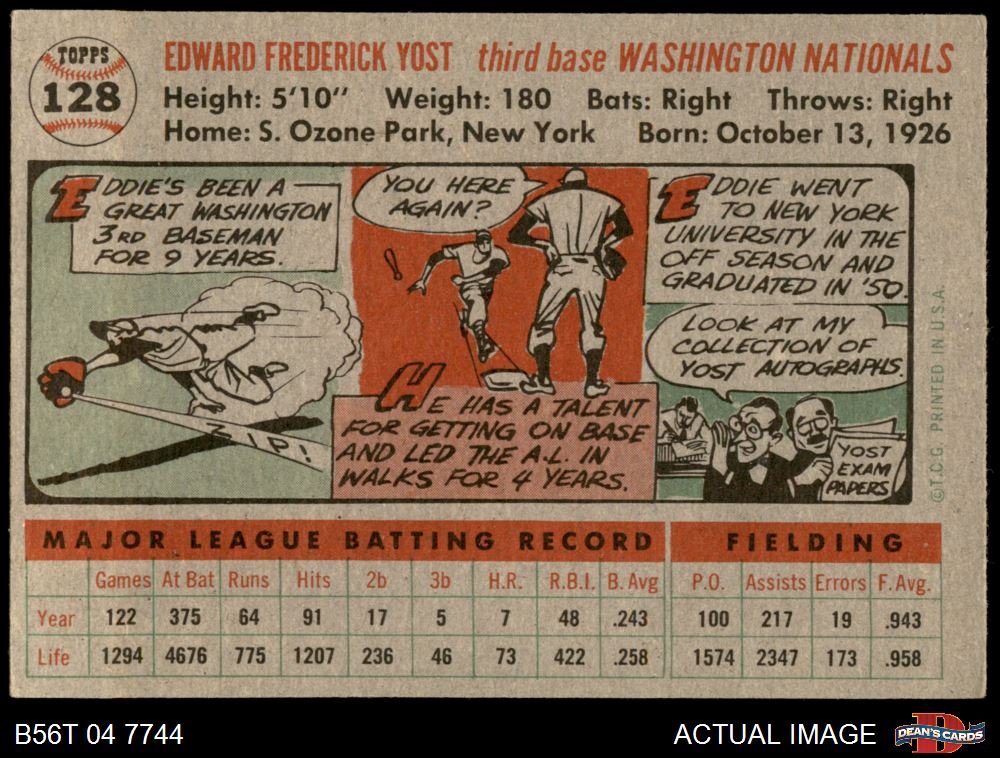 TOPPS
128
EDWARD FREDERICK YOST third base WASHINGTON NATIONALS
Height: 5'10" Weight: 180 Bats: Right Throws: Right
Home: S. Ozone Park, New York Born: October 13, 1926
EDDIE'S BEEN A
GREAT WASHINGTON
3RD BASEMAN
FOR 9 YEARS.
ZIP!
YOU HERE
AGAIN?
HE HAS A TALENT
FOR GETTING ON BASE
AND LED THE A.L. IN
WALKS FOR 4 YEARS.
EDDIE WENT
TO NEW YORK
UNIVERSITY IN THE
OFF SEASON AND
GRADUATED IN '50.
LOOK AT MY
COLLECTION OF
YOST AUTOGRAPHS.
YOST
EXAM
PAPERS
©T.C.G. PRINTED IN U.S.A.
MAJOR LEAGUE BATTING RECORD FIELDING
Games At Bat Runs Hits 2b 3b H.R. R.B.I. B. Avg P.O. Assists Errors F. Avg.
Year 122 375 64 91 17 5 7 48 .243 100 217 19 .943
Life 1294 4676 775 1207 236 46 73 422 .258 1574 2347 173 .958
B56T 04 7744 ACTUAL IMAGE
D
DEAN'S CARDS